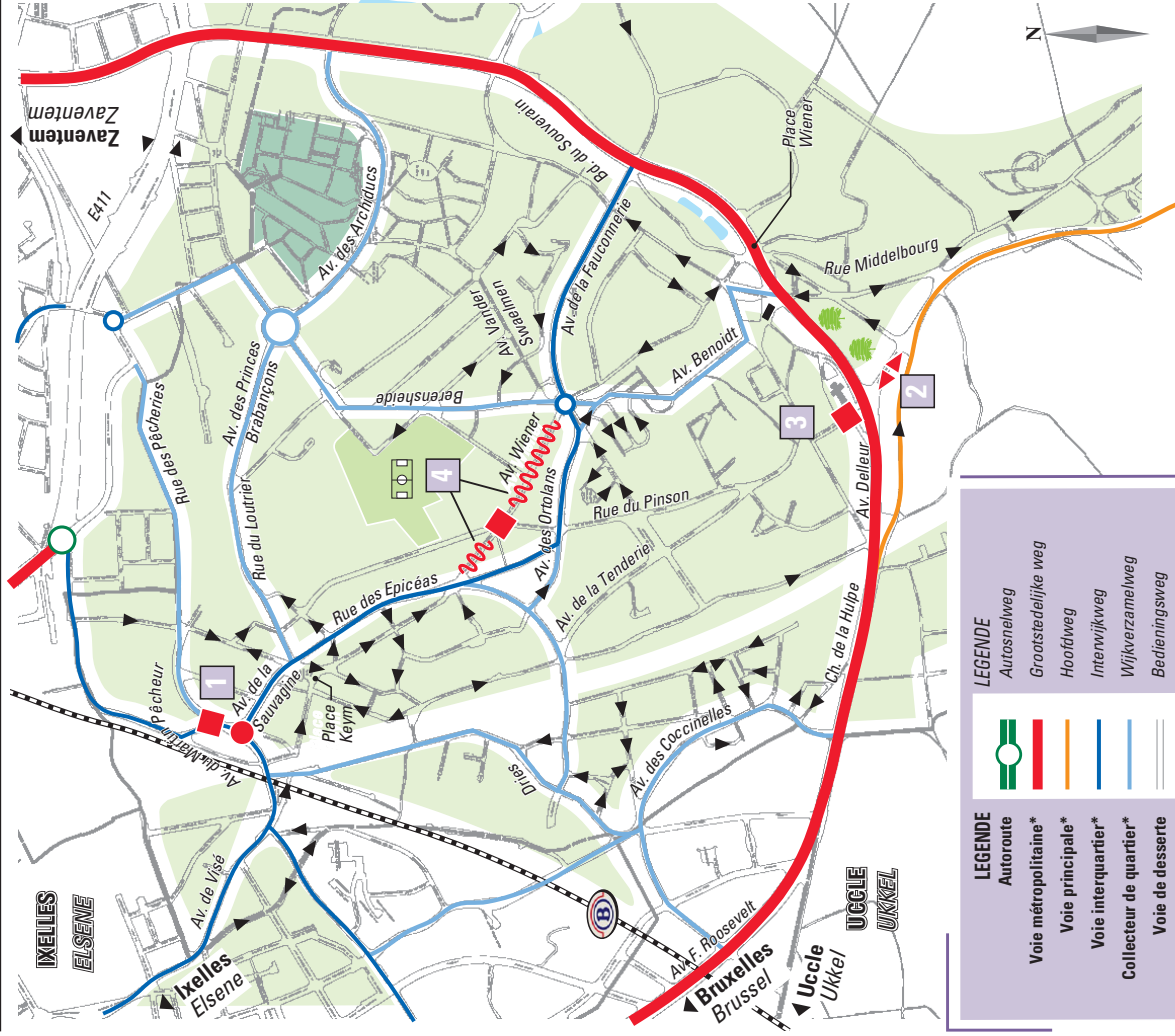 IXELLES
ELSENE
Ixelles
Elsene
Av. de Visé
Av. du Martin Pêcheur
1
Av. de la
Sauvagine
Place
Keym
Rue des Pêcheries
Rue du Loutrier
Av. des Princes
Brabançons
E411
Zaventem
Zaventem
Av. des Archiducs
Rue des Epicéas
4
Av. Wiener
Berensheide
Av. Vander
Swaelmen
Bd. du Souverain
Av. des Ortolans
Av. de la Fauconnerie
Rue du Pinson
Av. de la Tenderie
Av. Benoidt
Place
Wiener
Dries
Av. des Coccinelles
Ch. de la Hulpe
Av. Delleur
3
2
Rue Middelbourg
N
B
Av. F. Roosevelt
Bruxelles
Brussel
Uccle
Ukkel
UCCLE
UKKEL
LEGENDE
LEGENDE
Autoroute
Autosnelweg
Voie métropolitaine*
Grootstedelijke weg
Voie principale*
Hoofdweg
Voie interquartier*
Interwijkweg
Collecteur de quartier*
Wijkverzamelweg
Voie de desserte
Bedieningsweg